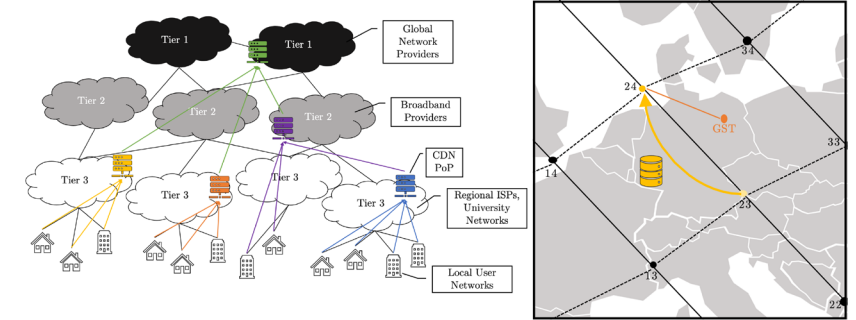 Tier 1
Tier 1
Global
Network
Providers
Tier 2
Tier 2
Tier 2
Broadband
Providers
CDN
PoP
Tier 3
Tier 3
Tier 3
Tier 3
Regional ISPs,
University
Networks
Local User
Networks
34
24
GST
33
14
23
13
22